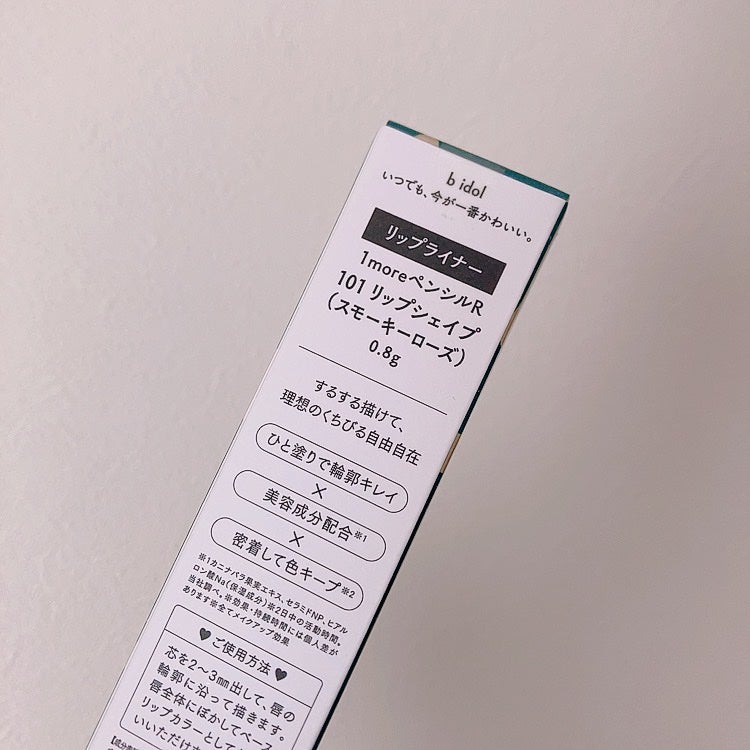 b idol
いつでも、今が一番かわいい。
リップライナー
1moreペンシルR
101 リップシェイプ
(スモーキーローズ)
0.8g
するする描けて、
理想のくちびる自由自在
ひと塗りで輪郭キレイ
×
美容成分配合※1
×
密着して色キープ※2
※1カニナバラ果実エキス、セラミドNP、ヒアル
ロン酸Na(保湿成分)※2日中の活動時間。
当社調べ。※効果・持続時間には個人差が
あります※全てメイクアップ効果
♥ご使用方法♥
芯を2〜3mm出して、唇の
輪郭に沿って描きます。
唇全体にぼかしてベース
リップカラーとして
いいただけ